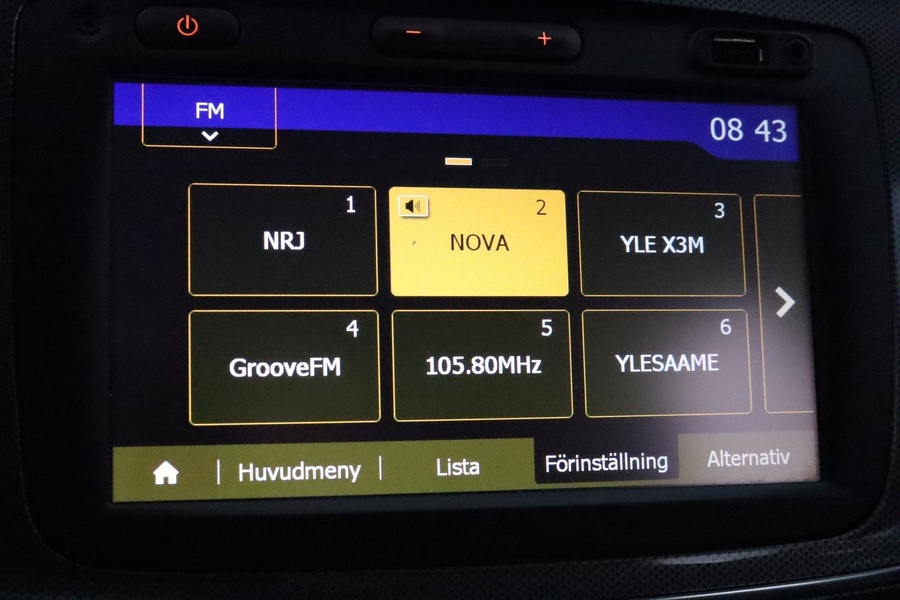 FM
08 43
1
NRJ
2
NOVA
3
YLE X3M
4
GrooveFM
5
105.80MHz
6
YLESAAME
Huvudmeny
Lista
Förinställning
Alternativ